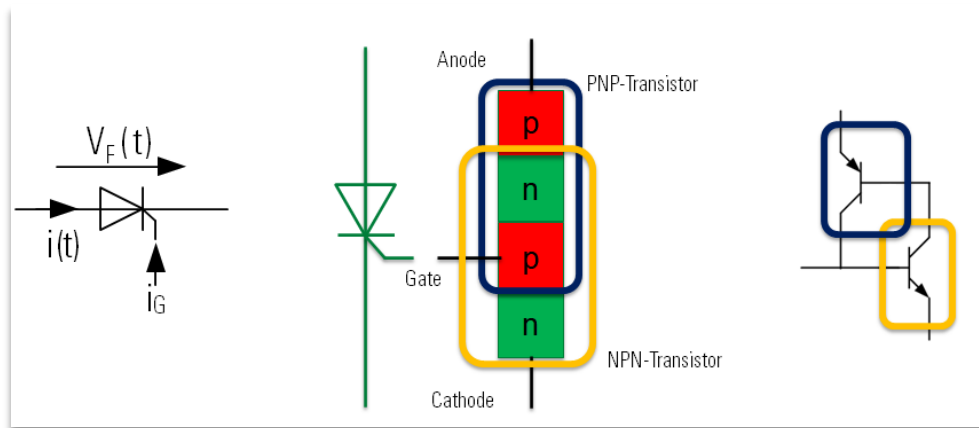 V_F(t)
i(t)
i_G
Anode
PNP-Transistor
p
n
p
Gate
n
NPN-Transistor
Cathode